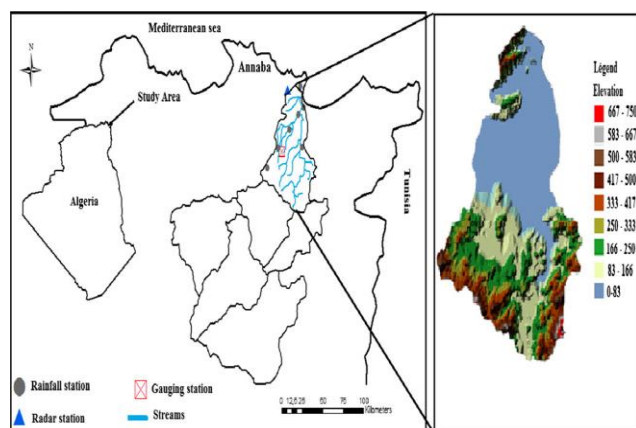 Mediterranean sea
N
Annaba
Study Area
Algeria
Tunisia
Rainfall station
Gauging station
Radar station
Streams
0 12,5 25 50 75 100
Kilometers
Légend
Elevation
667 - 750
583 - 667
500 - 583
417 - 500
333 - 417
250 - 333
166 - 250
83 - 166
0-83